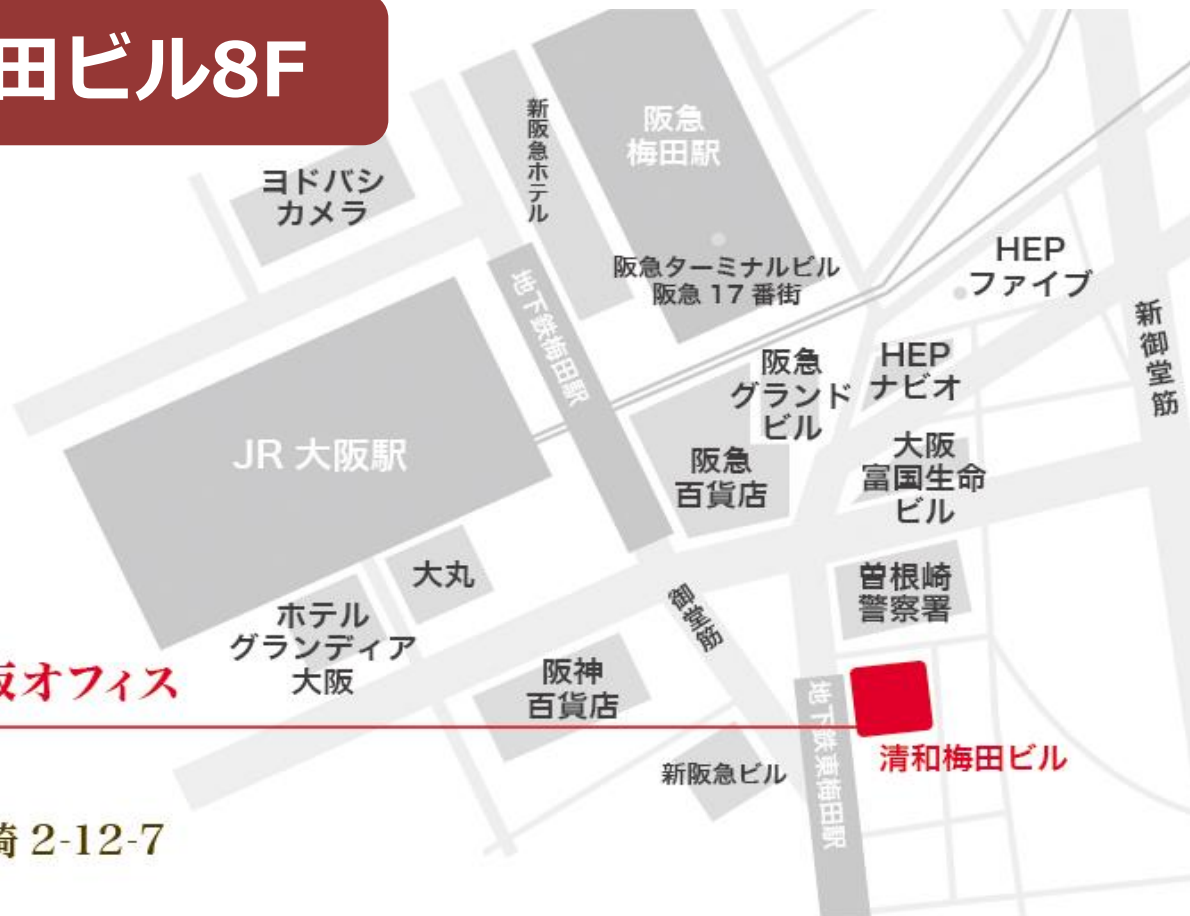 田ビル8F
新阪急ホテル
阪急
梅田駅
ヨドバシ
カメラ
HEP
ファイブ
阪急ターミナルビル
阪急 17 番街
地下鉄梅田駅
新御堂筋
阪急
グランド
ビル
HEP
ナビオ
JR 大阪駅
阪急
百貨店
大阪
富国生命
ビル
大丸
曽根崎
警察署
御堂筋
ホテル
グランディア
大阪
阪神
百貨店
阪オフィス
地下鉄東梅田駅
清和梅田ビル
新阪急ビル
崎 2-12-7